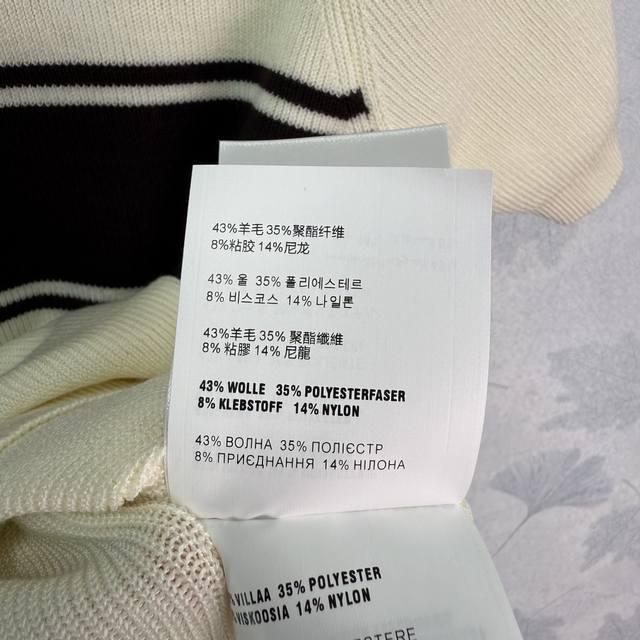 43%羊毛 35%聚酯纤维
8%粘胶 14%尼龙
43% 울 35% 폴리에스테르
8% 비스코스 14% 나일론
43%羊毛 35% 聚酯纖維
8% 粘膠 14% 尼龍
43% WOLLE 35% POLYESTERFASER
8% KLEBSTOFF 14% NYLON
43% ВОЛНА 35% ПОЛІЄСТР
8% ПРИЄДНАННЯ 14% НІЛОНА
VILLAA 35% POLYESTER
VISKOOSIA 14% NYLON